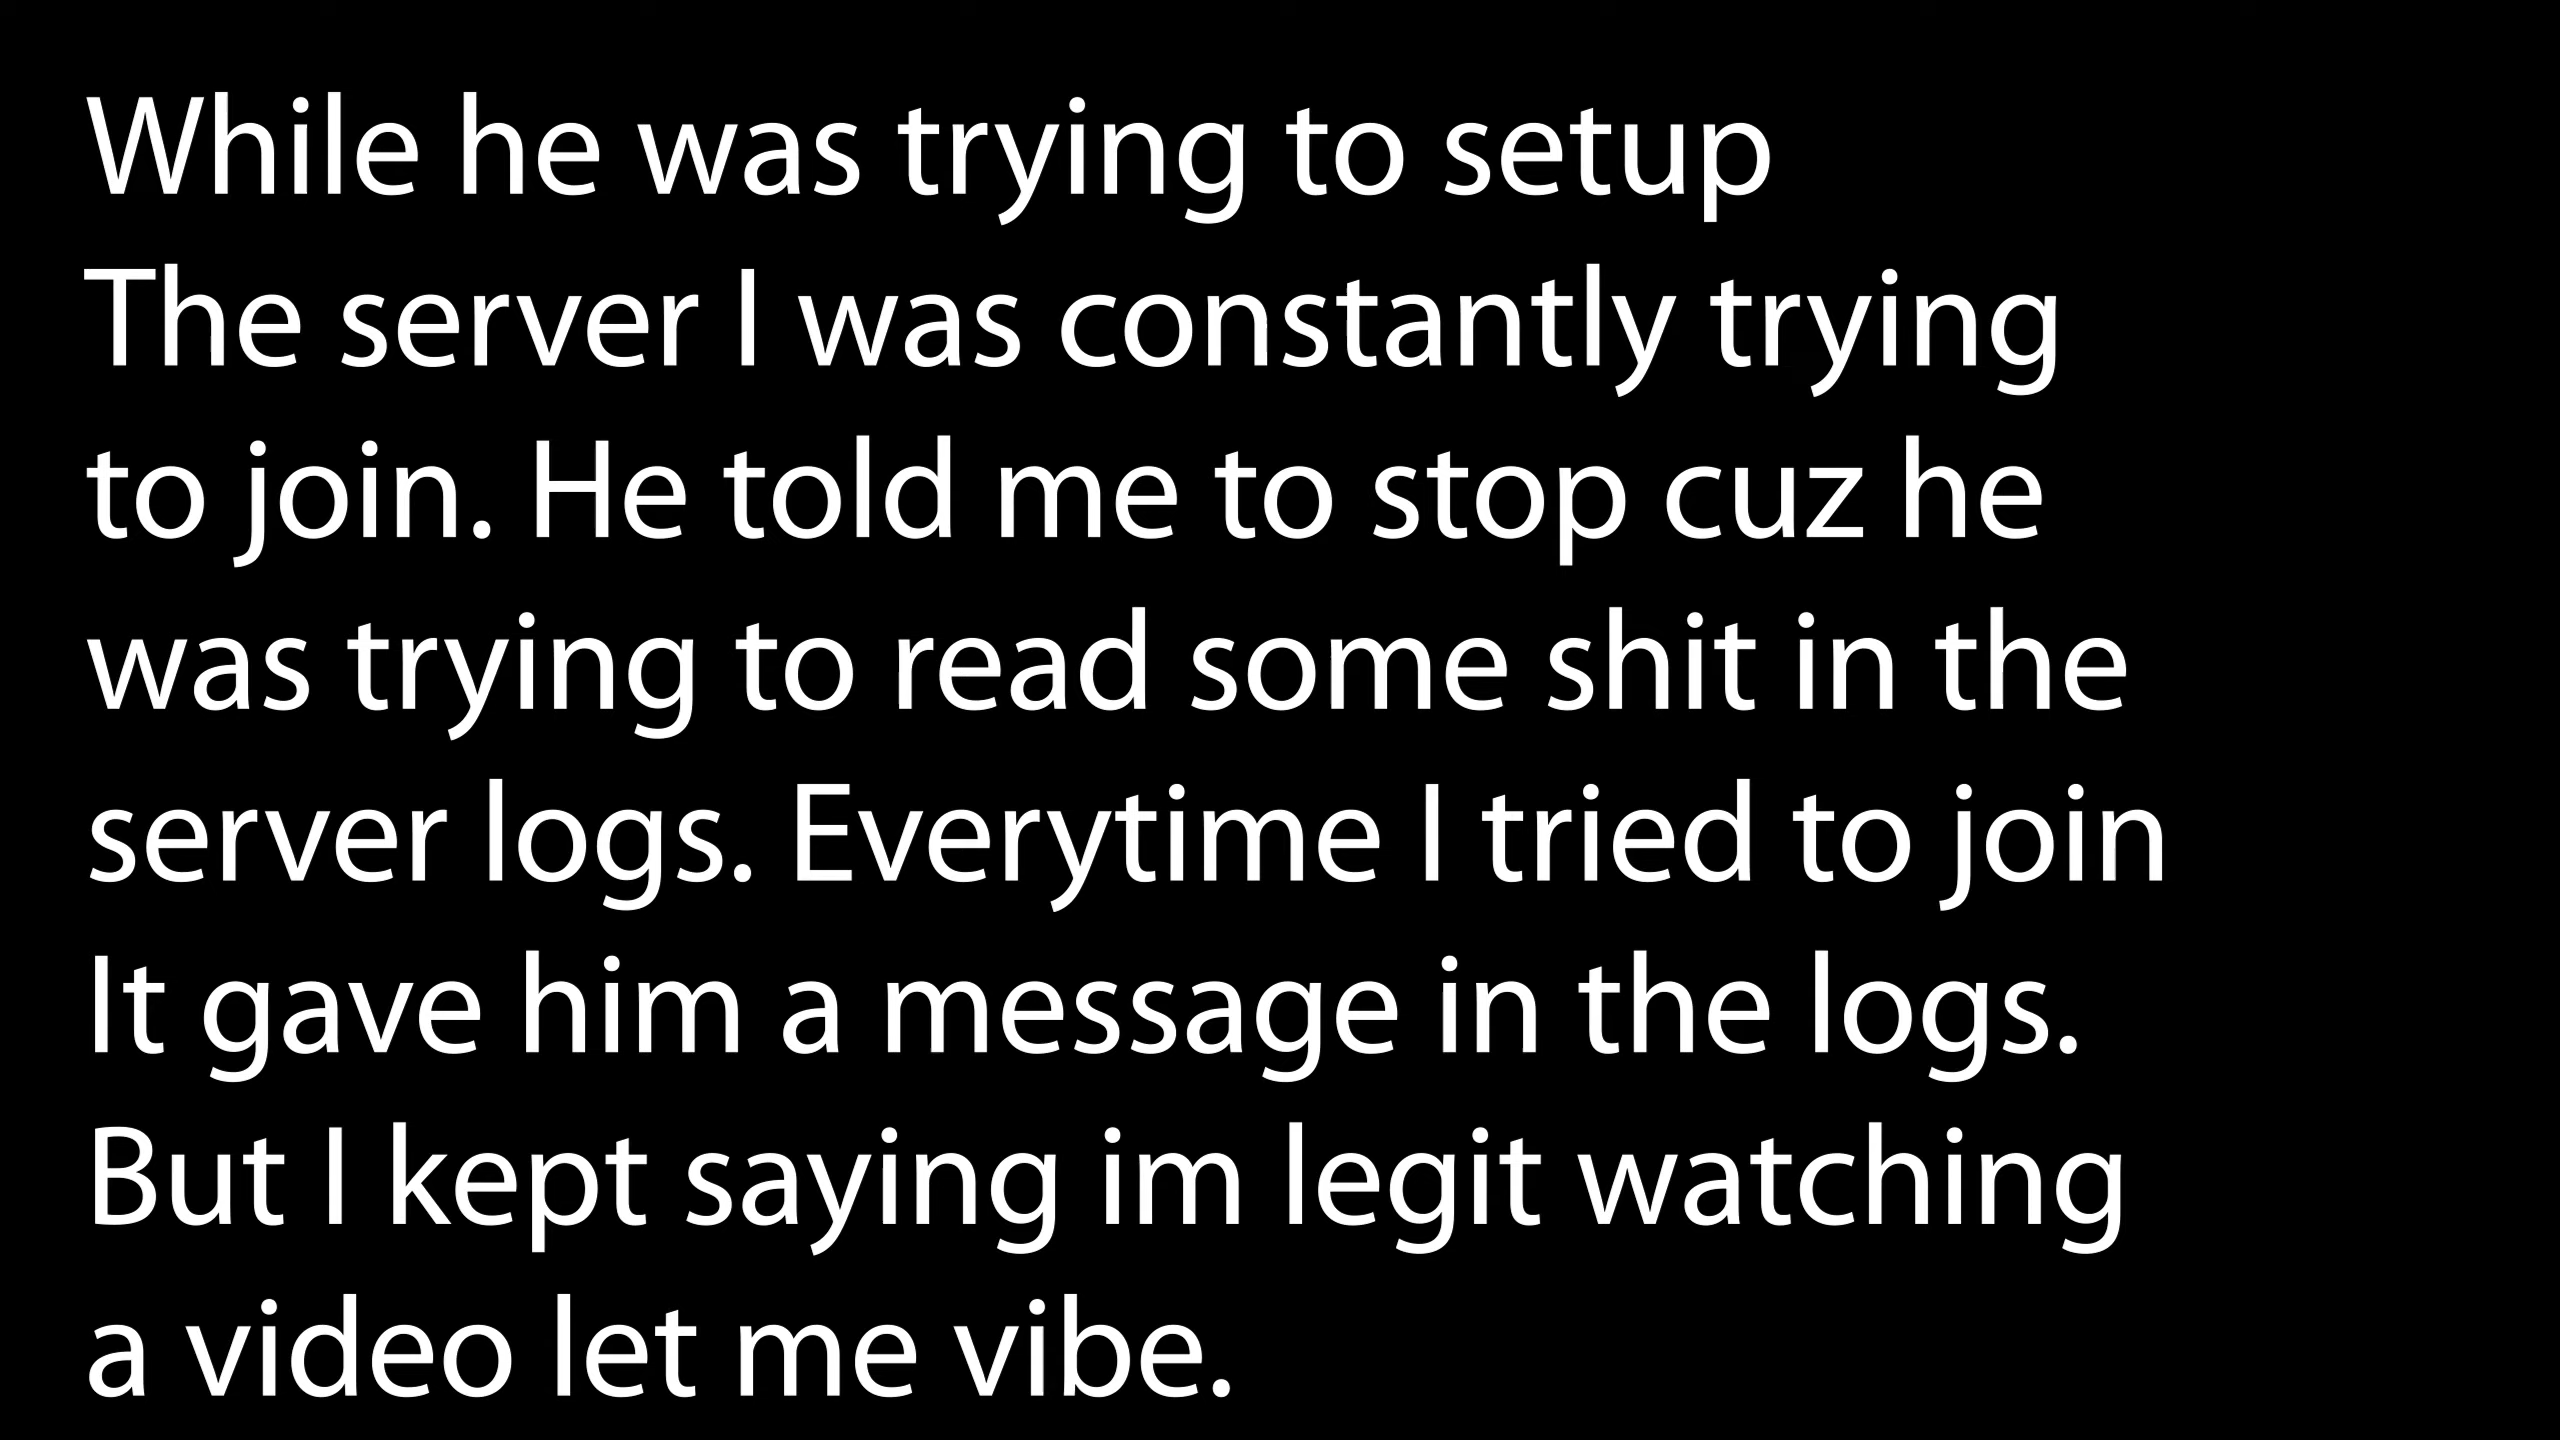 While he was trying to setup
The server I was constantly trying
to join. He told me to stop cuz he
was trying to read some shit in the
server logs. Everytime I tried to join
It gave him a message in the logs.
But I kept saying im legit watching
a video let me vibe.